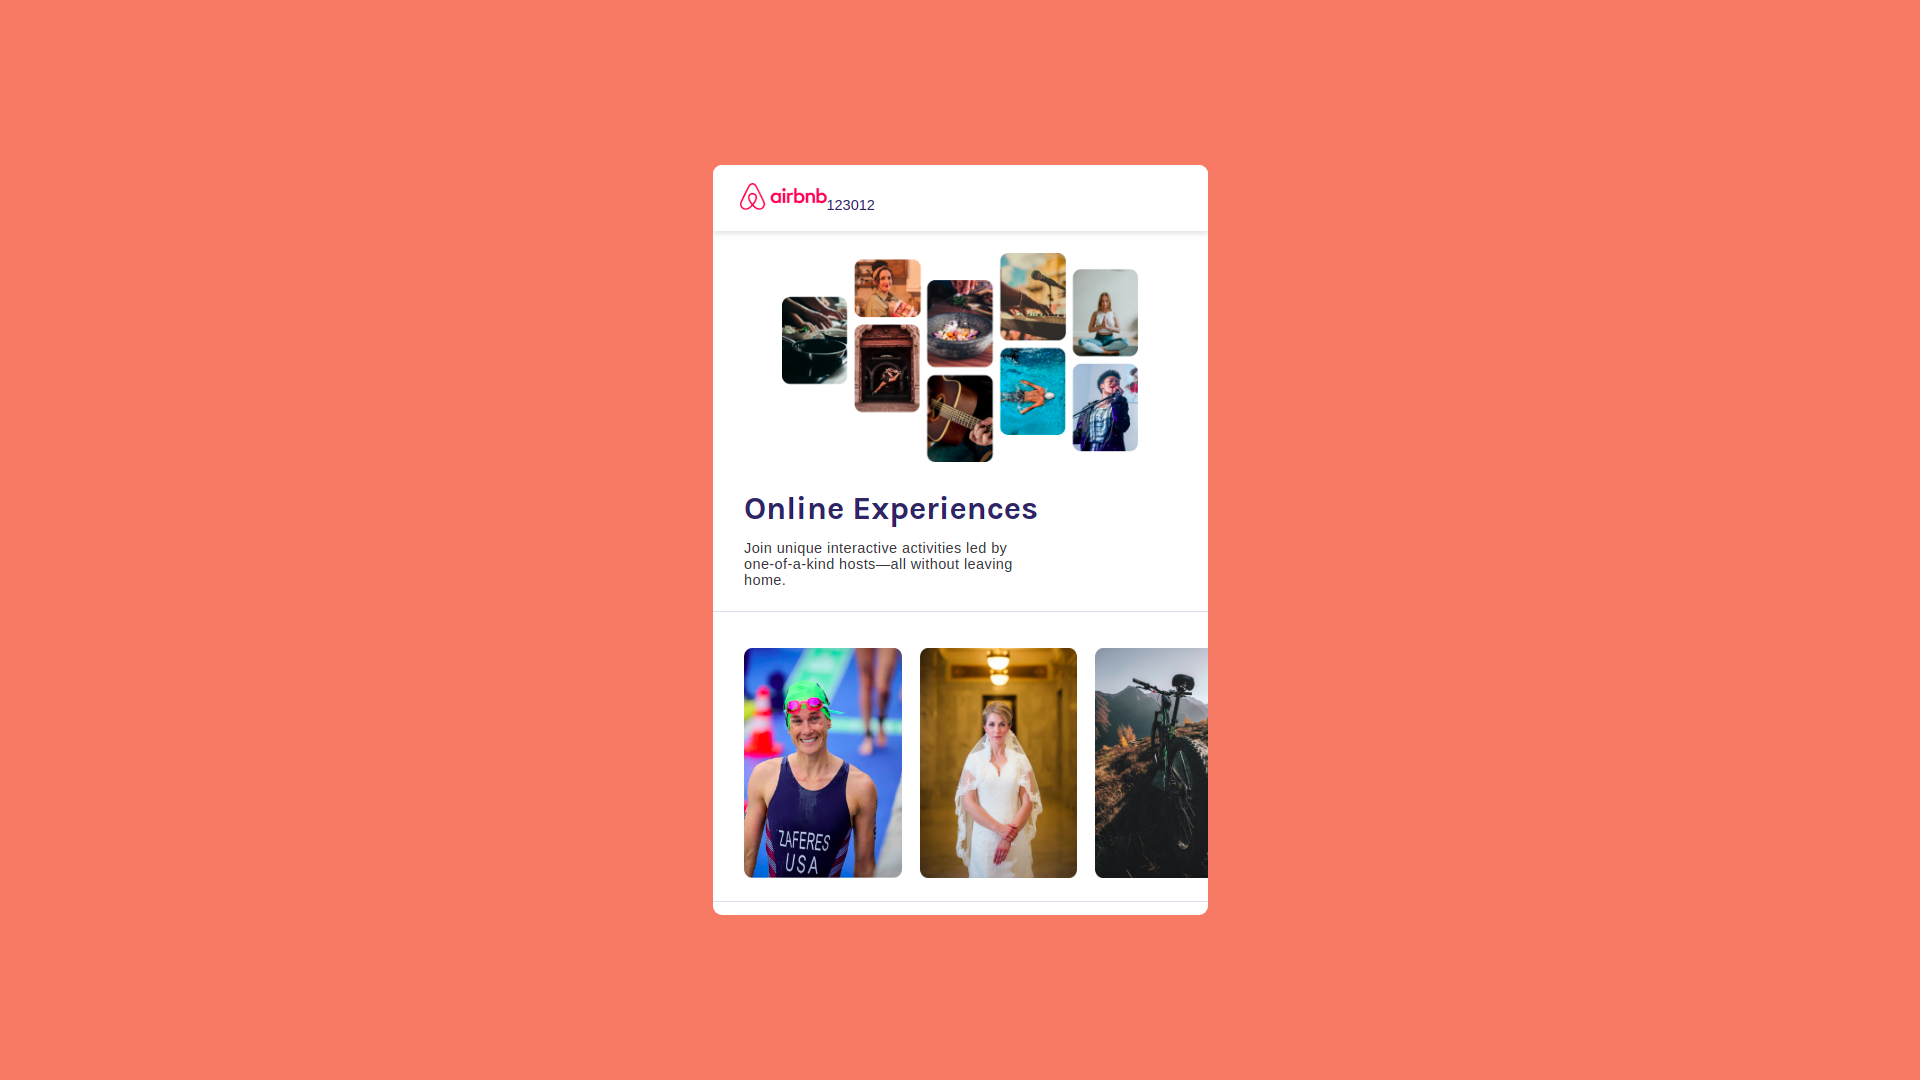 airbnb123012
Online Experiences
Join unique interactive activities led by
one-of-a-kind hosts—all without leaving
home.
ZAFERES
USA